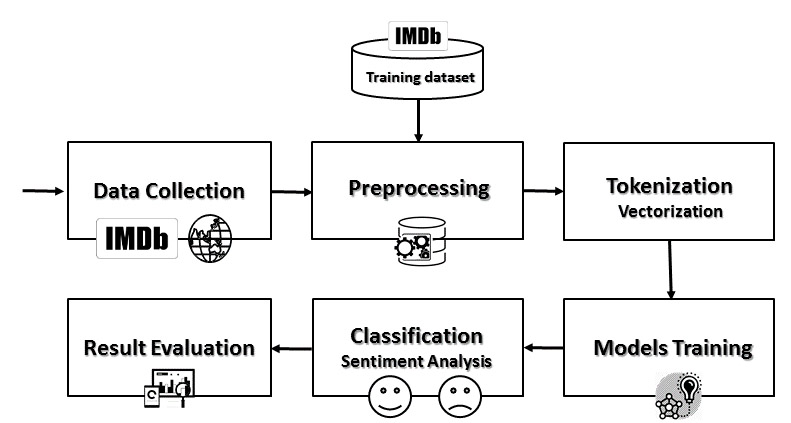 IMDb
Training dataset
Data Collection
IMDb
Preprocessing
Tokenization
Vectorization
Result Evaluation
Classification
Sentiment Analysis
Models Training